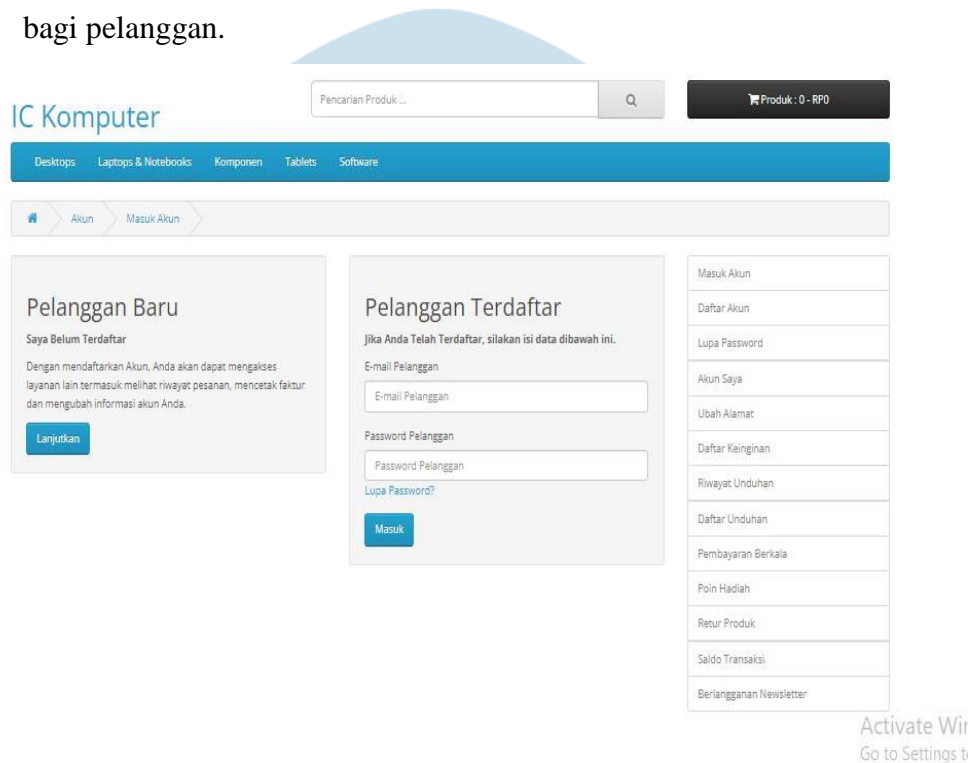 bagi pelanggan.
IC Komputer
Pencarian Produk ...
Produk : 0 - RP0
Desktops Laptops & Notebooks Komponen Tablets Software
Akun Masuk Akun
Pelanggan Baru
Saya Belum Terdaftar
Dengan mendaftarkan Akun, Anda akan dapat mengakses
layanan lain termasuk melihat riwayat pesanan, mencetak faktur
dan mengubah informasi akun Anda.
Lanjutkan
Pelanggan Terdaftar
Jika Anda Telah Terdaftar, silakan isi data dibawah ini.
E-mail Pelanggan
E-mail Pelanggan
Password Pelanggan
Password Pelanggan
Lupa Password?
Masuk
Masuk Akun
Daftar Akun
Lupa Password
Akun Saya
Ubah Alamat
Daftar Keinginan
Riwayat Unduhan
Daftar Unduhan
Pembayaran Berkala
Poin Hadiah
Retur Produk
Saldo Transaksi
Berlangganan Newsletter
Activate Wi
Go to Settings t